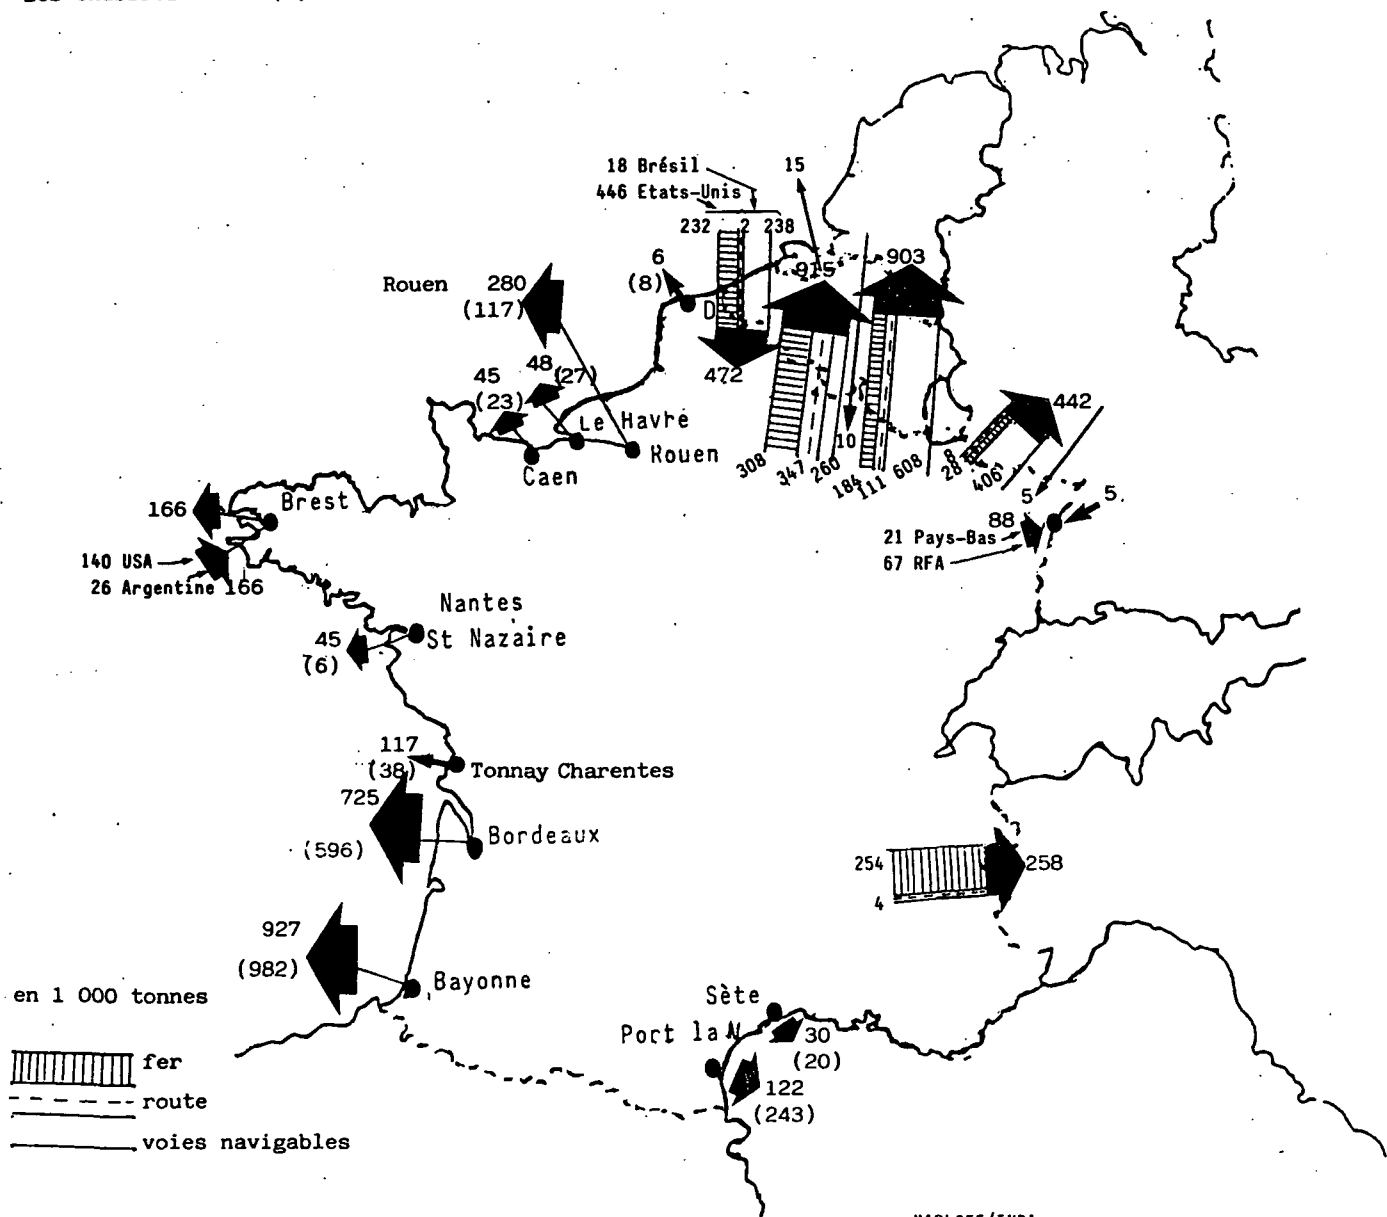 18 Brésil
446 Etats-Unis
15
232 2 238
6
(8)
903
915
Rouen 280
(117)
D
472
48 (27)
45
(23)
442
Le Havre
Rouen
Caen
10
308 347 260 184 111 608
8
28
406
5
5
166
Brest
88
21 Pays-Bas
67 RFA
140 USA
26 Argentine 166
Nantes
St Nazaire
45
(6)
117
(38)
Tonnay Charentes
725
(596)
Bordeaux
254
4
258
927
(982)
Bayonne
en 1 000 tonnes
Sète
Port la N
30
(20)
122
(243)
fer
route
voies navigables